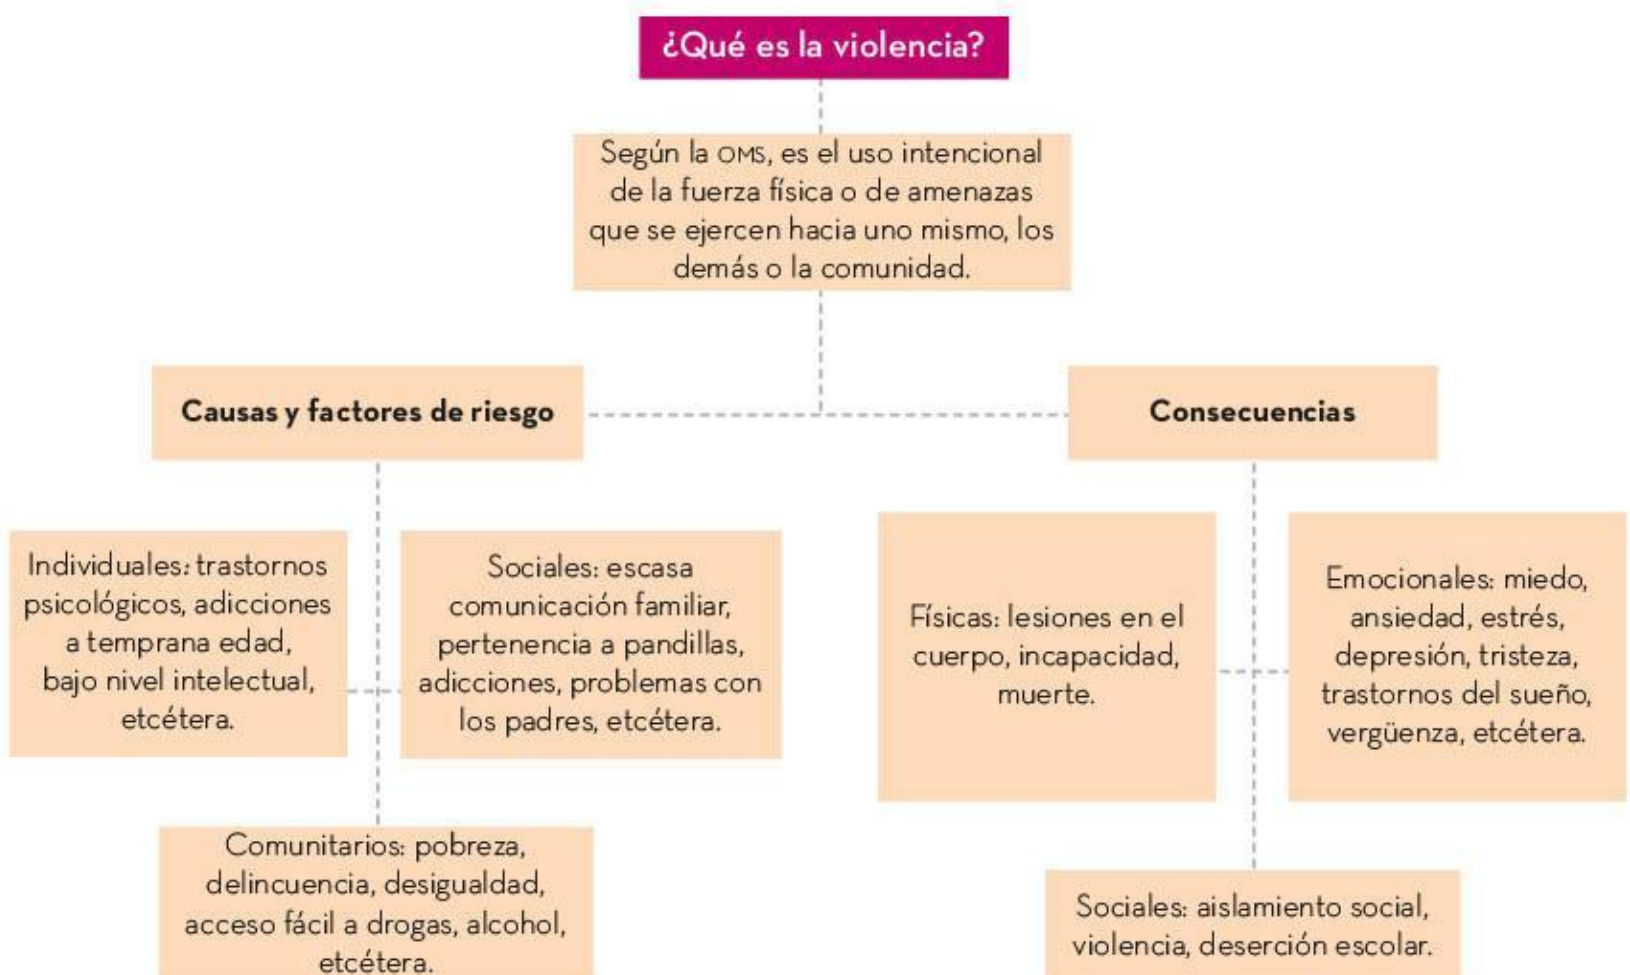 ¿Qué es la violencia?
Según la OMS, es el uso intencional
de la fuerza física o de amenazas
que se ejercen hacia uno mismo, los
demás o la comunidad.
Causas y factores de riesgo
Individuales: trastornos
psicológicos, adicciones
a temprana edad,
bajo nivel intelectual,
etcétera.
Sociales: escasa
comunicación familiar,
pertenencia a pandillas,
adicciones, problemas con
los padres, etcétera.
Comunitarios: pobreza,
delincuencia, desigualdad,
acceso fácil a drogas, alcohol,
etcétera.
Consecuencias
Físicas: lesiones en el
cuerpo, incapacidad,
muerte.
Emocionales: miedo,
ansiedad, estrés,
depresión, tristeza,
trastornos del sueño,
vergüenza, etcétera.
Sociales: aislamiento social,
violencia, deserción escolar.